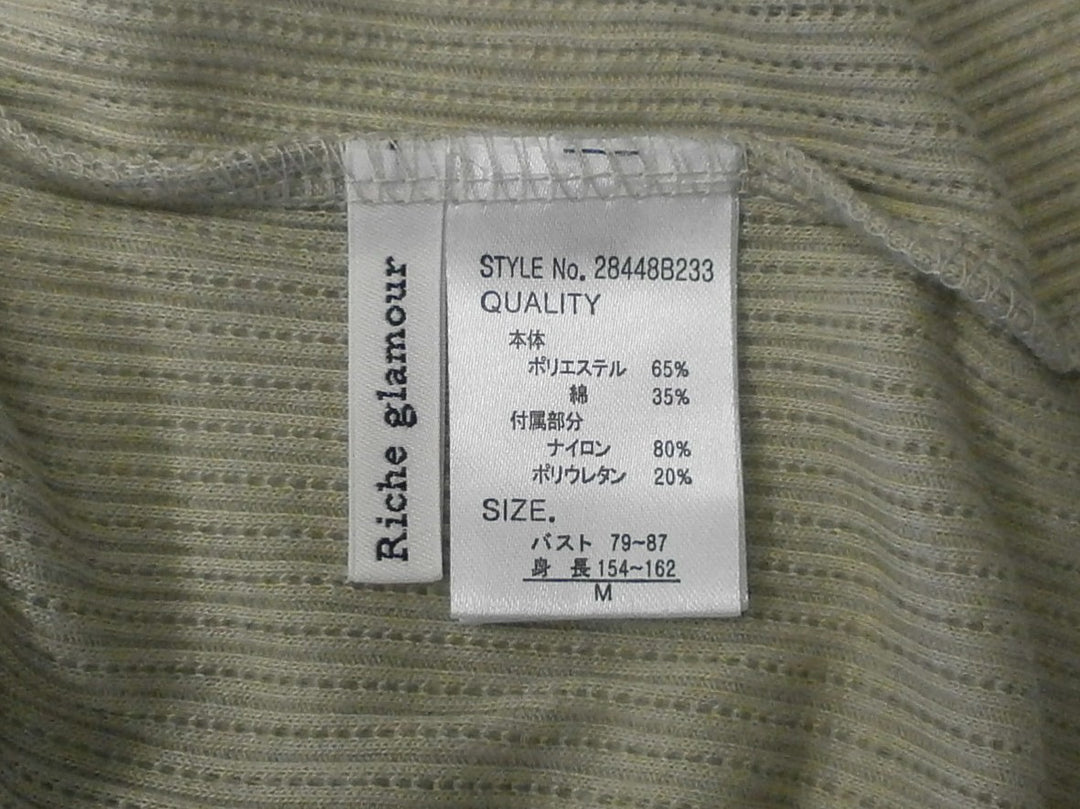 Riche glamour
STYLE No. 28448B233
QUALITY
本体
ポリエステル 65%
綿 35%
付属部分
ナイロン 80%
ポリウレタン 20%
SIZE.
バスト 79~87
身 長 154~162
M